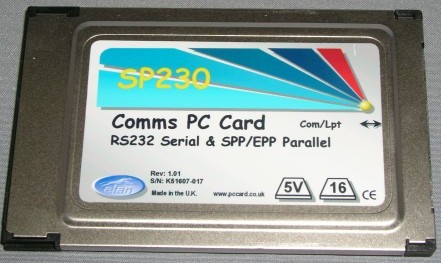 SP230
Comms PC Card
Com/Lpt
RS232 Serial & SPP/EPP Parallel
Rev: 1.01
S/N: K51607-017
Made in the U.K.
www.pccard.co.uk
elan
5V
16
CE